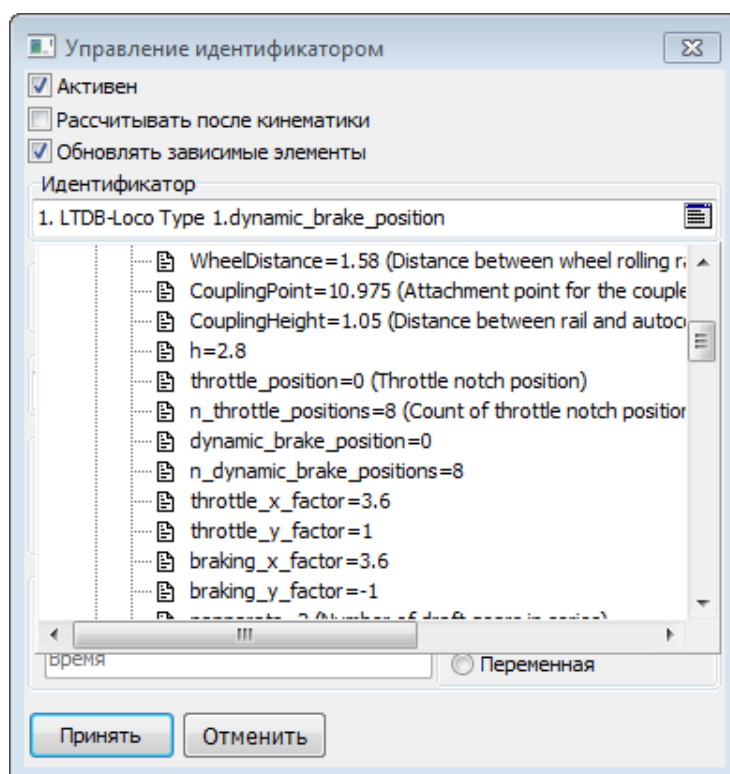 Управление идентификатором
Активен
Рассчитывать после кинематики
Обновлять зависимые элементы
Идентификатор
1. LTDB-Loco Type 1.dynamic_brake_position
WheelDistance=1.58 (Distance between wheel rolling
CouplingPoint=10.975 (Attachment point for the couple
CouplingHeight=1.05 (Distance between rail and autoc
h=2.8
throttle_position=0 (Throttle notch position)
n_throttle_positions=8 (Count of throttle notch position
dynamic_brake_position=0
n_dynamic_brake_positions=8
throttle_x_factor=3.6
throttle_y_factor=1
braking_x_factor=3.6
braking_y_factor=-1
Время
Переменная
Принять
Отменить